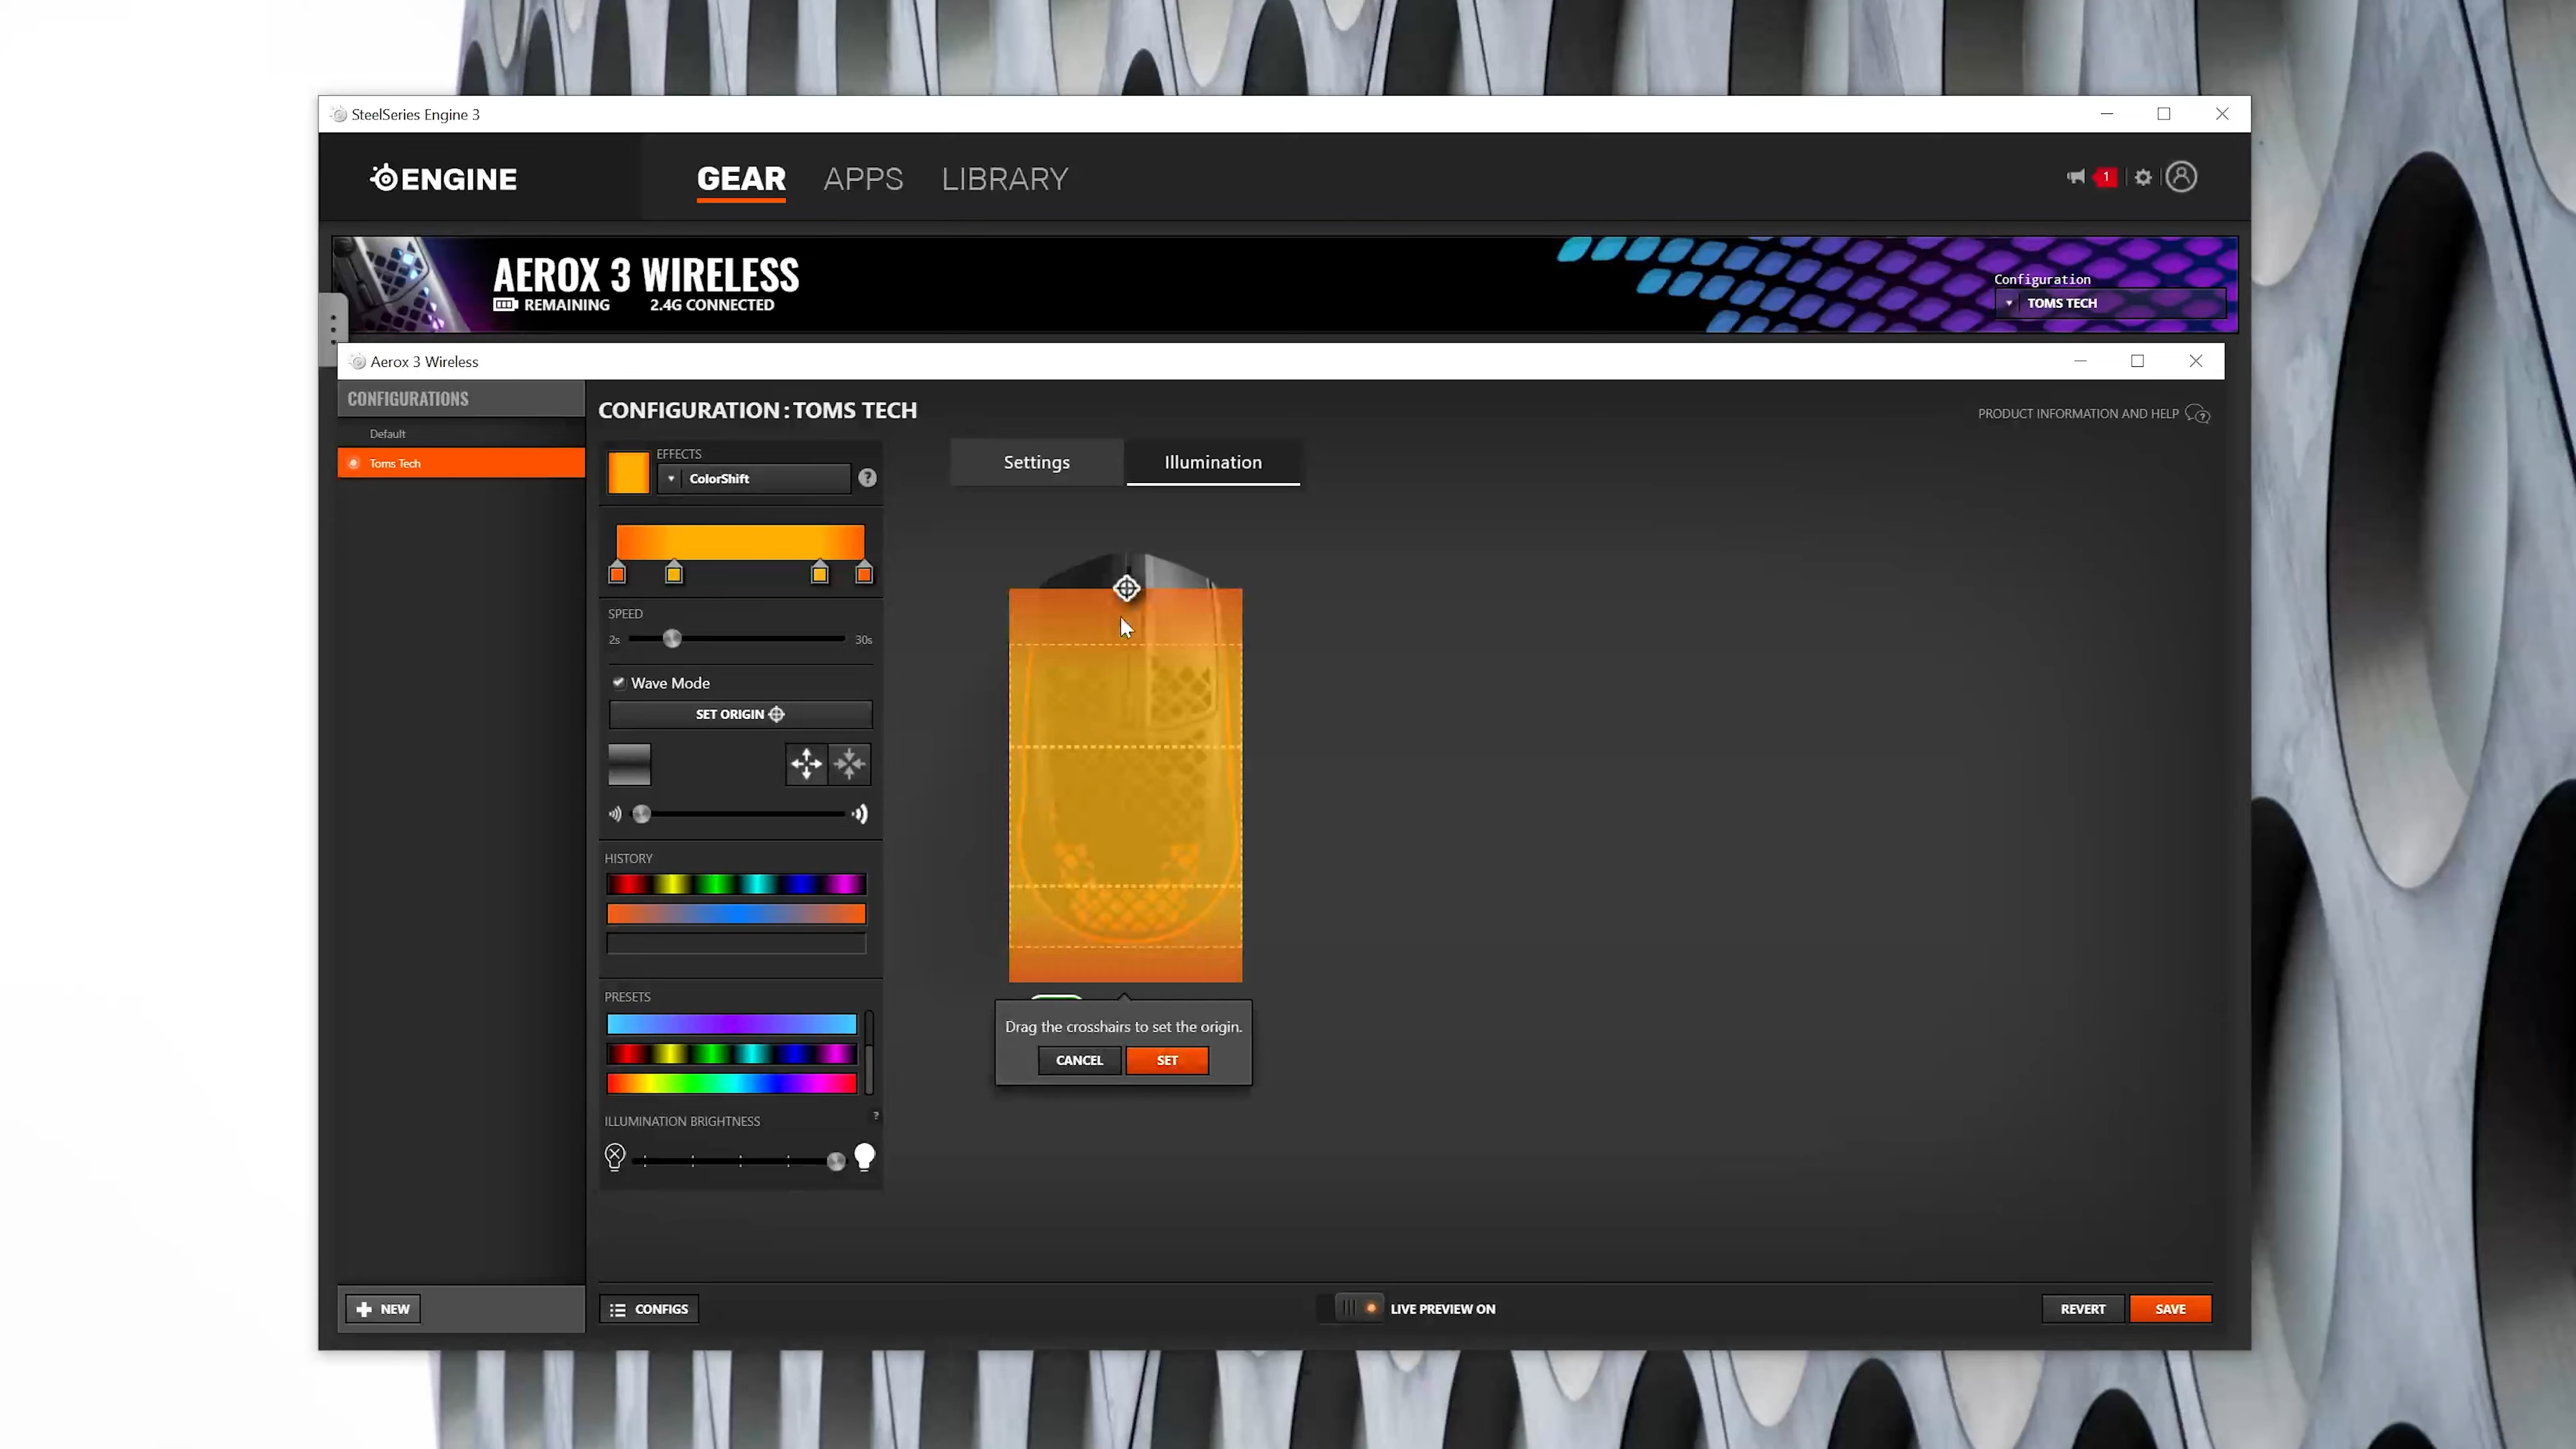 SteelSeries Engine 3
ENGINE
GEAR
APPS
LIBRARY
1
AEROX 3 WIRELESS
REMAINING
2.4G CONNECTED
Configuration
TOMS TECH
Aerox 3 Wireless
CONFIGURATIONS
Default
Toms Tech
CONFIGURATION : TOMS TECH
PRODUCT INFORMATION AND HELP
EFFECTS
ColorShift
?
Settings
Illumination
SPEED
2s
30s
Wave Mode
SET ORIGIN
HISTORY
PRESETS
Drag the crosshairs to set the origin.
CANCEL
SET
ILLUMINATION BRIGHTNESS
?
NEW
CONFIGS
LIVE PREVIEW ON
REVERT
SAVE